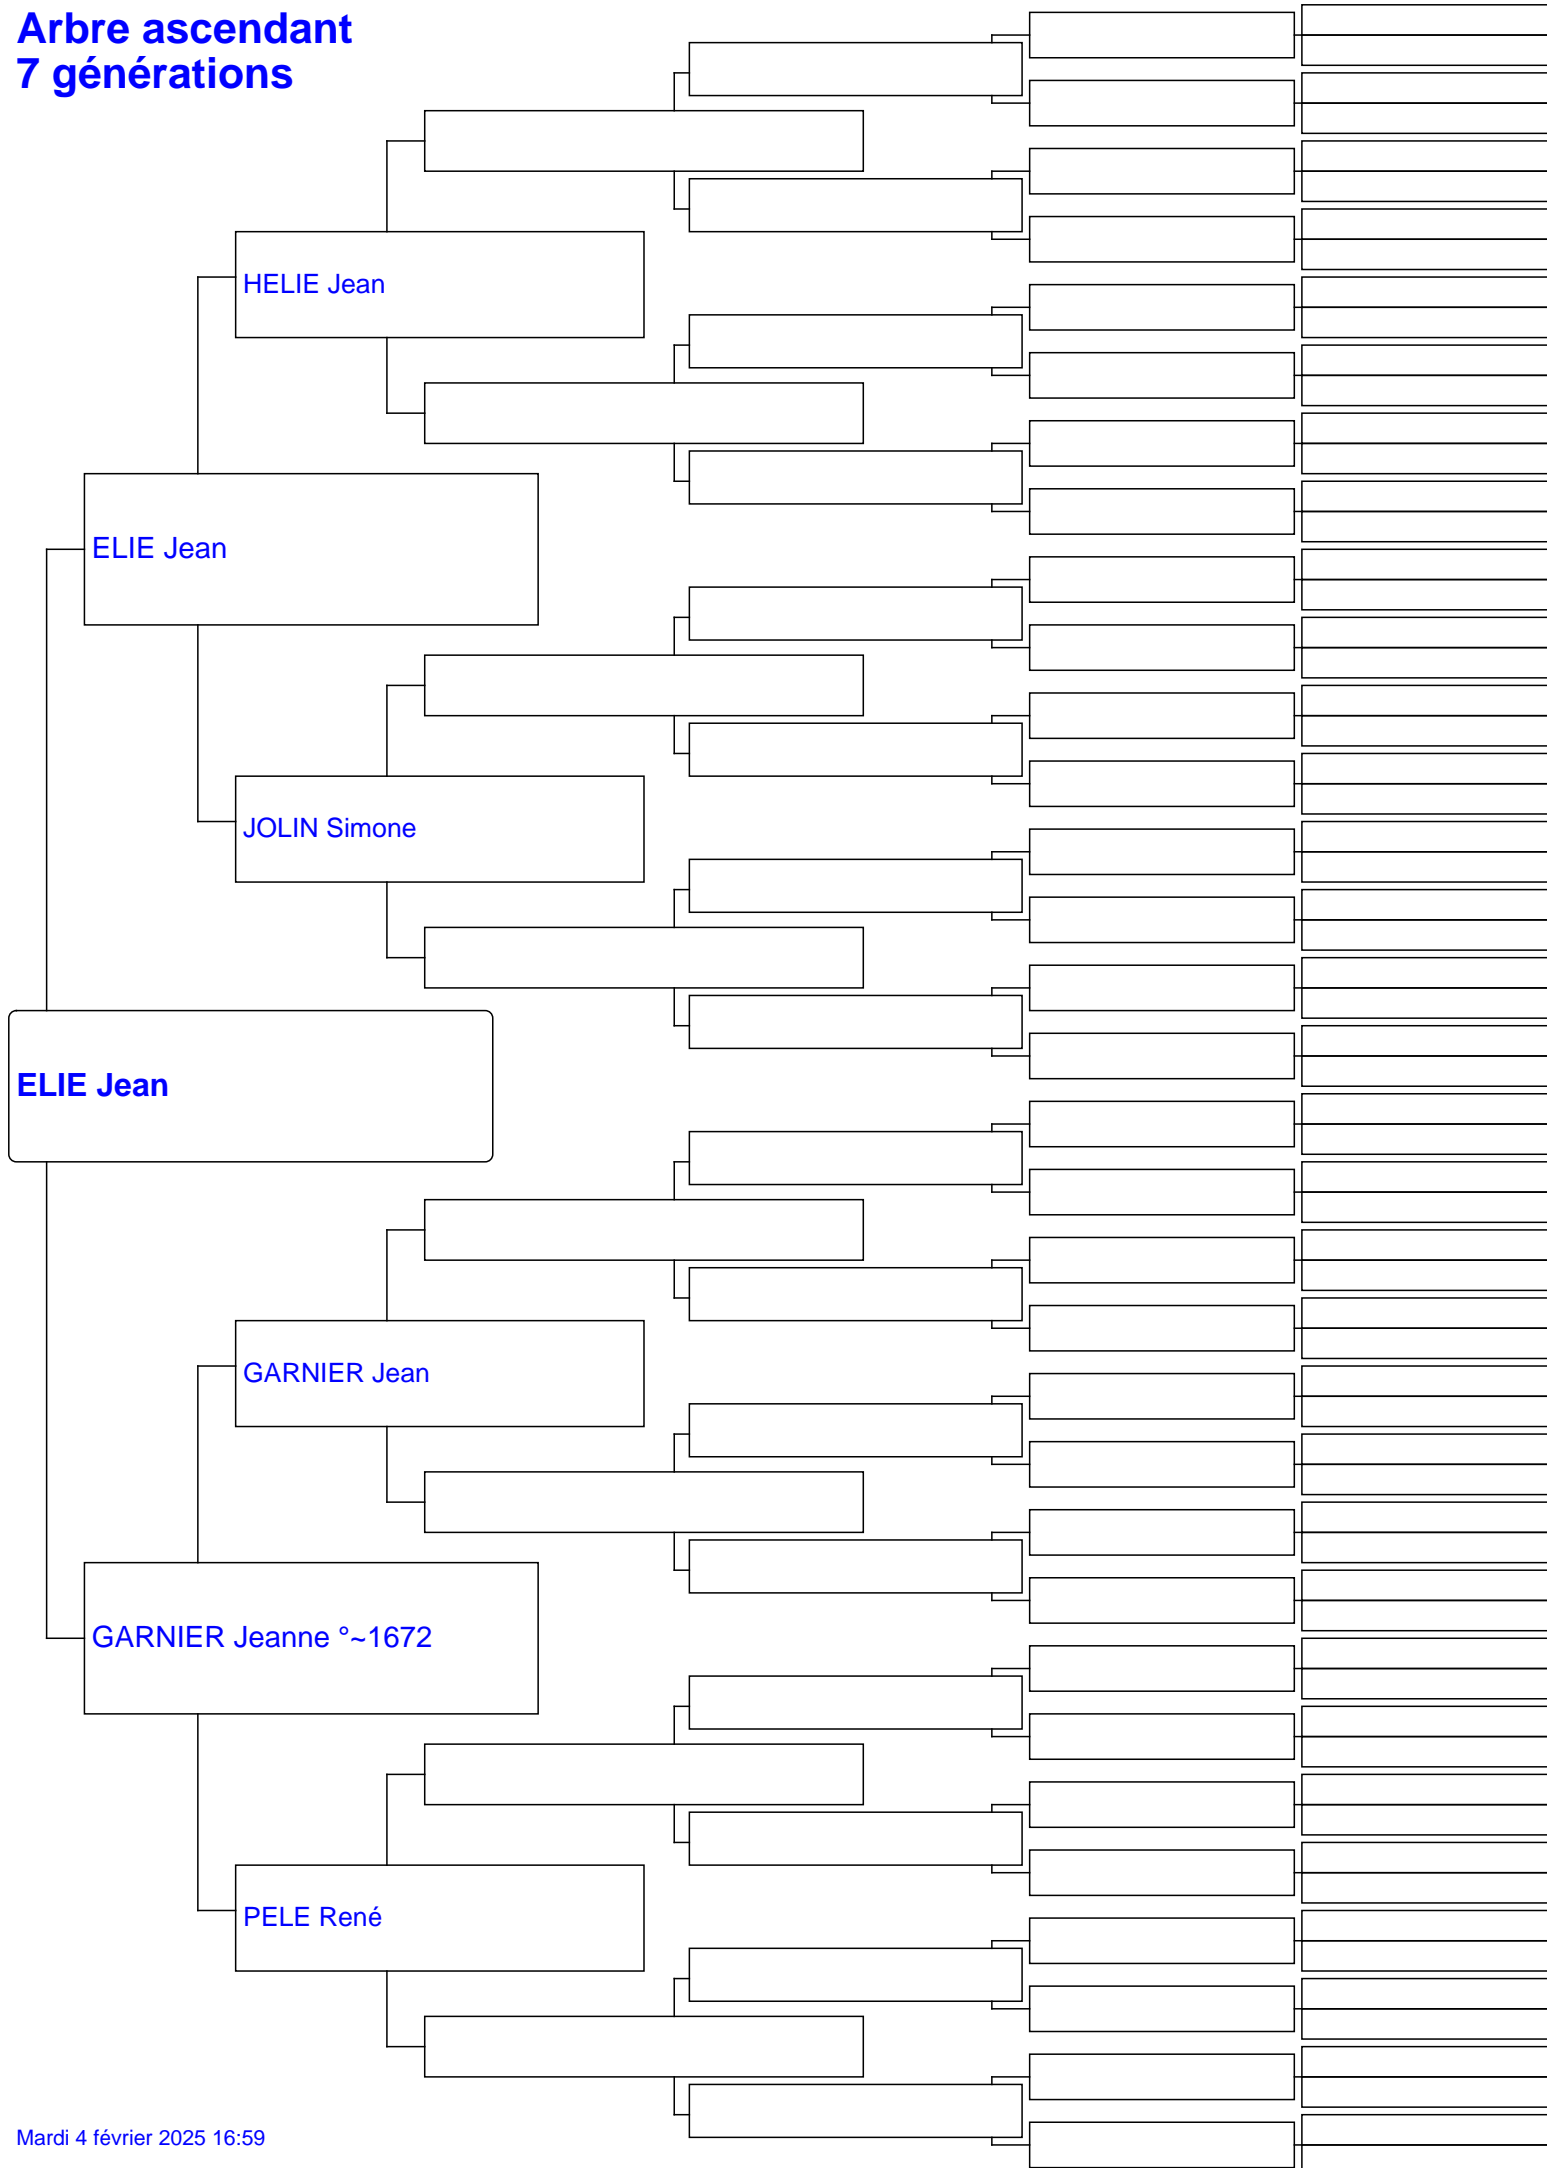 Arbre ascendant
7 générations
HELIE Jean
ELIE Jean
JOLIN Simone
ELIE Jean
GARNIER Jean
GARNIER Jeanne °~1672
PELE René
Mardi 4 février 2025 16:59